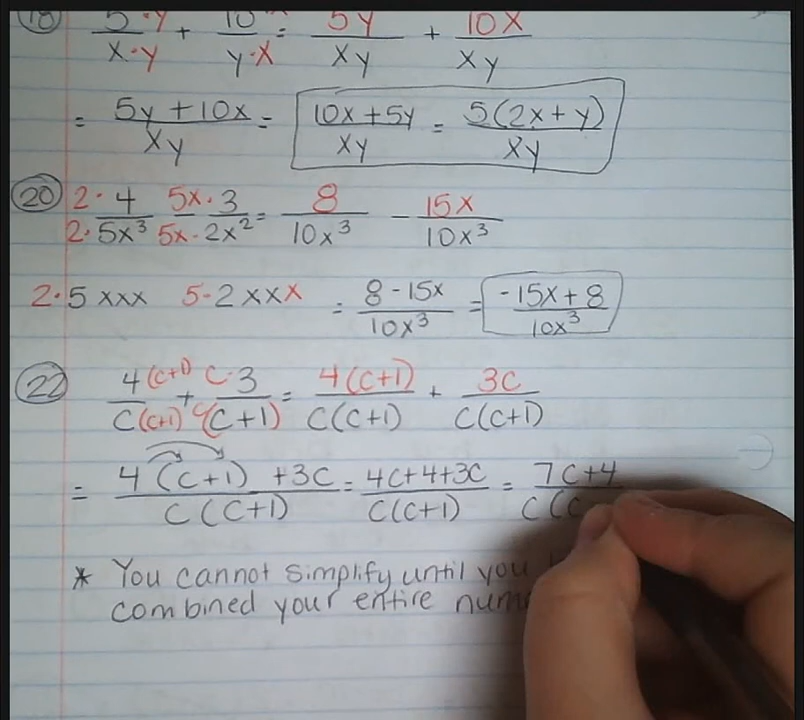 (18) 5·y / x·y + 10 / y·x = 5y / xy + 10x / xy
= 5y + 10x / xy = 10x + 5y / xy = 5(2x + y) / xy
(20) 2·4 / 2·5x³ - 5x·3 / 5x·2x² = 8 / 10x³ - 15x / 10x³
2·5 xxx 5·2 xxx = 8 - 15x / 10x³ = -15x + 8 / 10x³
(22) 4(c+1) / c(c+1) + c·3 / c(c+1) = 4(c+1) / c(c+1) + 3c / c(c+1)
= 4(c+1) + 3c / c(c+1) = 4c+4+3c / c(c+1) = 7c+4 / c(c
* You cannot simplify until you
combined your entire